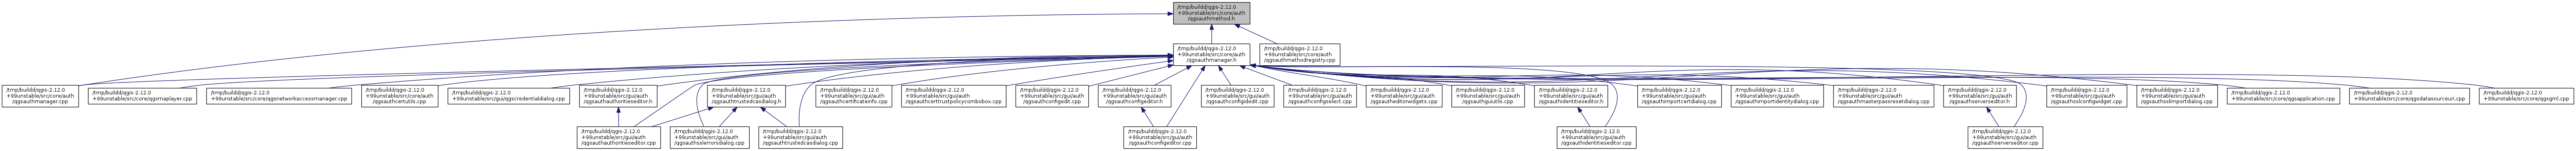 /tmp/buildd/qgis-2.12.0
+99unstable/src/core/auth
/qgsauthmethod.h
/tmp/buildd/qgis-2.12.0
+99unstable/src/core/auth
/qgsauthmanager.h
/tmp/buildd/qgis-2.12.0
+99unstable/src/core/auth
/qgsauthmethodregistry.cpp
/tmp/buildd/qgis-2.12.0
+99unstable/src/core/auth
/qgsauthmanager.cpp
/tmp/buildd/qgis-2.12.0
+99unstable/src/core/qgsmaplayer.cpp
/tmp/buildd/qgis-2.12.0
+99unstable/src/core/qgsnetworkaccessmanager.cpp
/tmp/buildd/qgis-2.12.0
+99unstable/src/core/auth
/qgsauthcertutils.cpp
/tmp/buildd/qgis-2.12.0
+99unstable/src/gui/qgscredentialdialog.cpp
/tmp/buildd/qgis-2.12.0
+99unstable/src/gui/auth
/qgsauthauthoritieseditor.h
/tmp/buildd/qgis-2.12.0
+99unstable/src/gui/auth
/qgsauthtrustedcasdialog.h
/tmp/buildd/qgis-2.12.0
+99unstable/src/gui/auth
/qgsauthcertificateinfo.cpp
/tmp/buildd/qgis-2.12.0
+99unstable/src/gui/auth
/qgsauthcerttrustpolicycombobox.cpp
/tmp/buildd/qgis-2.12.0
+99unstable/src/gui/auth
/qgsauthconfigedit.cpp
/tmp/buildd/qgis-2.12.0
+99unstable/src/gui/auth
/qgsauthconfigeditor.h
/tmp/buildd/qgis-2.12.0
+99unstable/src/gui/auth
/qgsauthconfigidedit.cpp
/tmp/buildd/qgis-2.12.0
+99unstable/src/gui/auth
/qgsauthconfigselect.cpp
/tmp/buildd/qgis-2.12.0
+99unstable/src/gui/auth
/qgsautheditorwidgets.cpp
/tmp/buildd/qgis-2.12.0
+99unstable/src/gui/auth
/qgsauthguiutils.cpp
/tmp/buildd/qgis-2.12.0
+99unstable/src/gui/auth
/qgsauthidentitieseditor.h
/tmp/buildd/qgis-2.12.0
+99unstable/src/gui/auth
/qgsauthimportcertdialog.cpp
/tmp/buildd/qgis-2.12.0
+99unstable/src/gui/auth
/qgsauthimportidentitydialog.cpp
/tmp/buildd/qgis-2.12.0
+99unstable/src/gui/auth
/qgsauthmasterpassresetdialog.cpp
/tmp/buildd/qgis-2.12.0
+99unstable/src/gui/auth
/qgsauthserverseditor.h
/tmp/buildd/qgis-2.12.0
+99unstable/src/gui/auth
/qgsauthsslconfigwidget.cpp
/tmp/buildd/qgis-2.12.0
+99unstable/src/gui/auth
/qgsauthsslimportdialog.cpp
/tmp/buildd/qgis-2.12.0
+99unstable/src/core/qgsapplication.cpp
/tmp/buildd/qgis-2.12.0
+99unstable/src/core/qgsdatasourceuri.cpp
/tmp/buildd/qgis-2.12.0
+99unstable/src/core/qgsgml.cpp
/tmp/buildd/qgis-2.12.0
+99unstable/src/gui/auth
/qgsauthauthoritieseditor.cpp
/tmp/buildd/qgis-2.12.0
+99unstable/src/gui/auth
/qgsauthsslerrorsdialog.cpp
/tmp/buildd/qgis-2.12.0
+99unstable/src/gui/auth
/qgsauthtrustedcasdialog.cpp
/tmp/buildd/qgis-2.12.0
+99unstable/src/gui/auth
/qgsauthconfigeditor.cpp
/tmp/buildd/qgis-2.12.0
+99unstable/src/gui/auth
/qgsauthidentitieseditor.cpp
/tmp/buildd/qgis-2.12.0
+99unstable/src/gui/auth
/qgsauthserverseditor.cpp